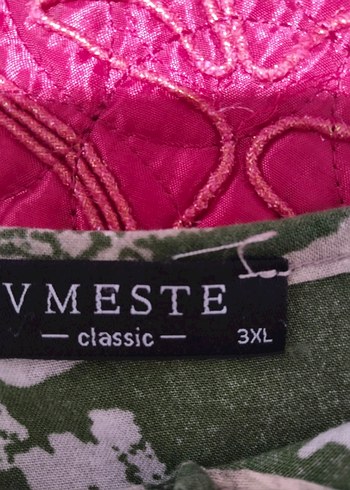 VMESTE
— classic —
3XL